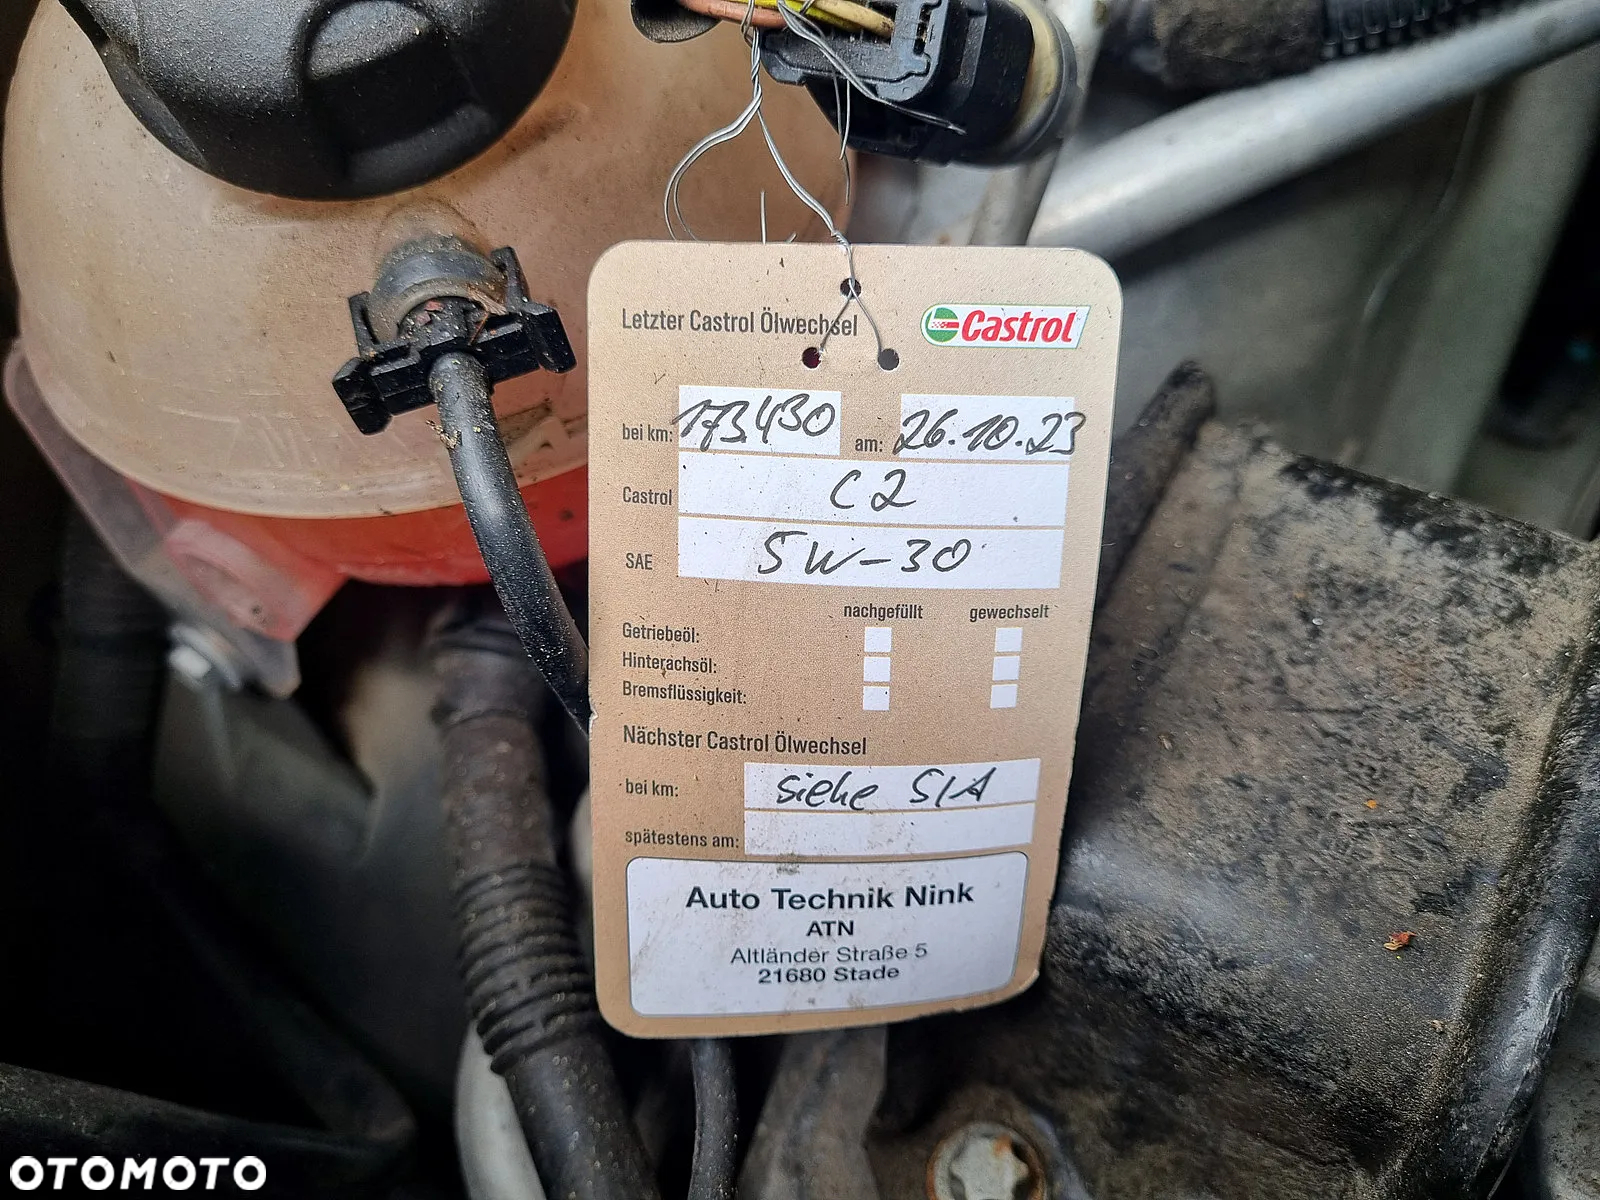 Letzter Castrol Ölwechsel
Castrol
bei km: 173430 am: 26.10.23
Castrol C2
SAE 5W-30
nachgefüllt gewechselt
Getriebeöl:
Hinterachsöl:
Bremsflüssigkeit:
Nächster Castrol Ölwechsel
bei km: siehe SIA
spätestens am:
Auto Technik Nink
ATN
Altländer Straße 5
21680 Stade
OTOMOTO